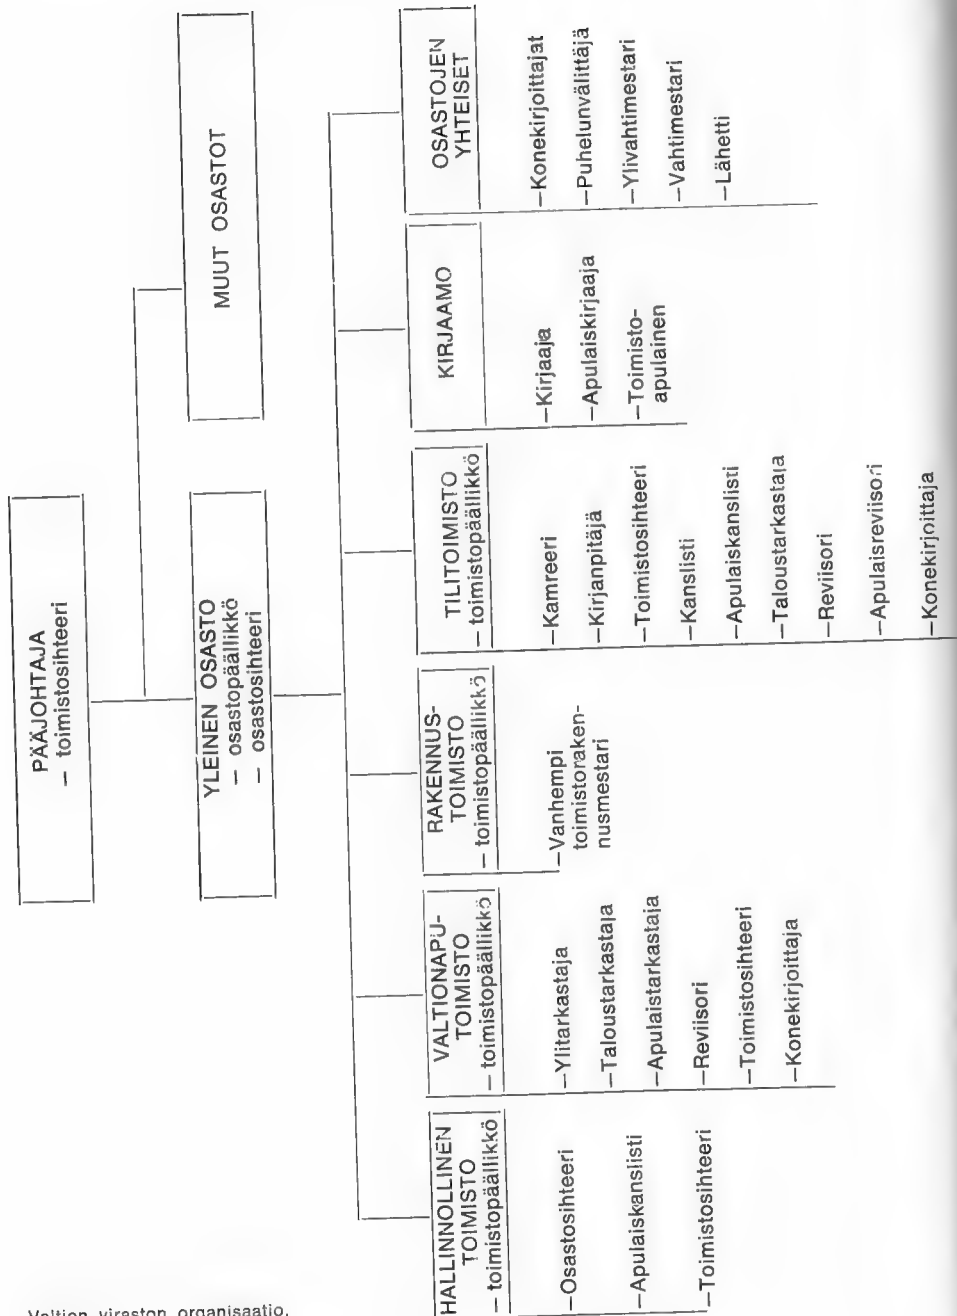 PÄÄJOHTAJA
— toimistosihteeri
YLEINEN OSASTO
— osastopäällikkö
— osastosihteeri
MUUT OSASTOT
HALLINNOLLINEN
TOIMISTO
— toimistopäällikkö
—Osastosihteeri
—Apulaiskanslisti
—Toimistosihteeri
VALTIONAPU-
TOIMISTO
— toimistopäällikkö
—Ylitarkastaja
—Taloustarkastaja
—Apulaistarkastaja
—Reviisori
—Toimistosihteeri
—Konekirjoittaja
RAKENNUS-
TOIMISTO
— toimistopäällikkö
—Vanhempi
toimistoraken-
nusmestari
TILITOIMISTO
— toimistopäällikkö
—Kamreeri
—Kirjanpitäjä
—Toimistosihteeri
—Kanslisti
—Apulaiskanslisti
—Taloustarkastaja
—Reviisori
—Apulaisreviisori
—Konekirjoittaja
KIRJAAMO
—Kirjaaja
—Apulaiskirjaaja
—Toimisto-
apulainen
OSASTOJEN
YHTEISET
—Konekirjoittajat
—Puhelunvälittäjä
—Ylivahtimestari
—Vahtimestari
—Lähetti
Valtion viraston organisaatio.